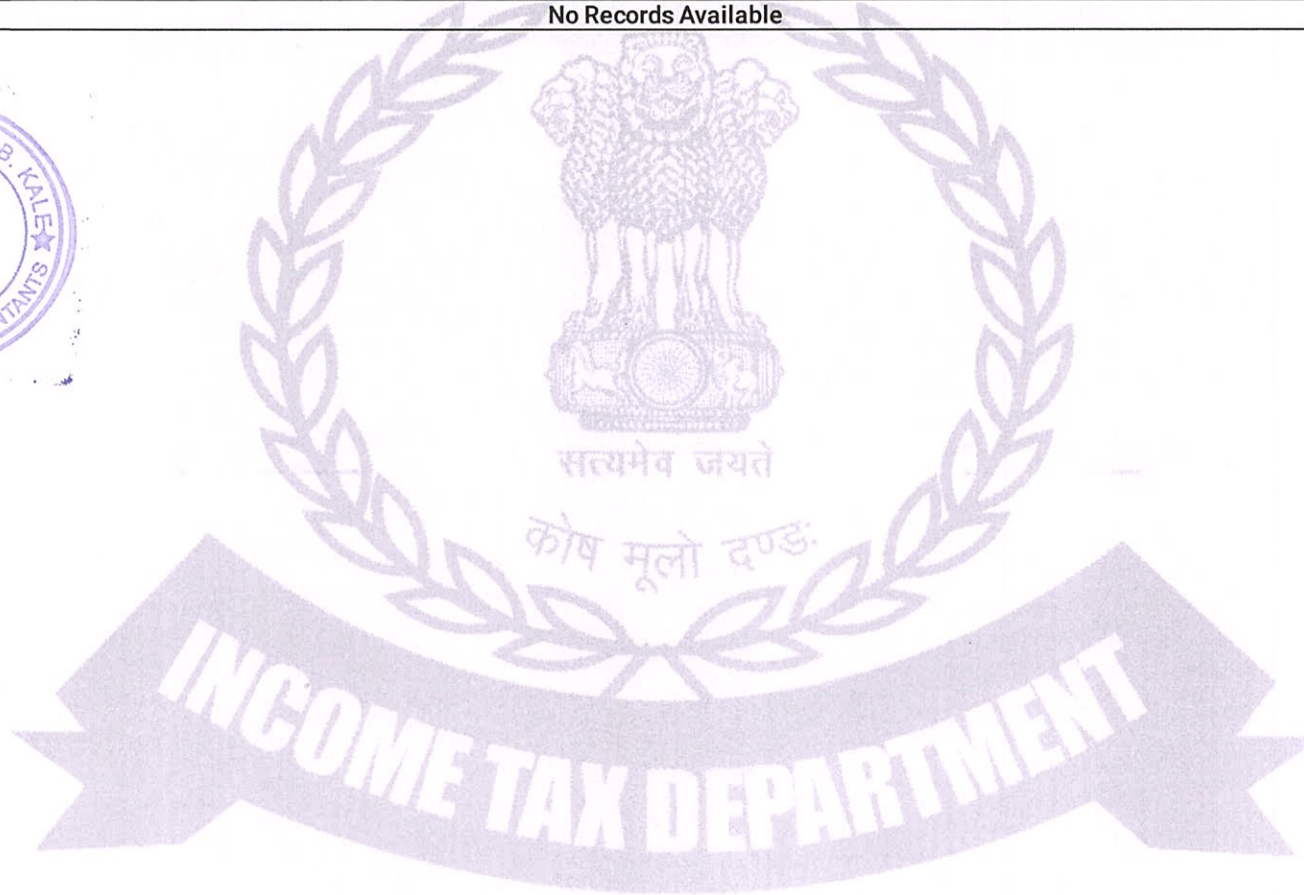 No Records Available
B. KALE
सत्यमेव जयते
कोष मूलो दण्डः
INCOME TAX DEPARTMENT